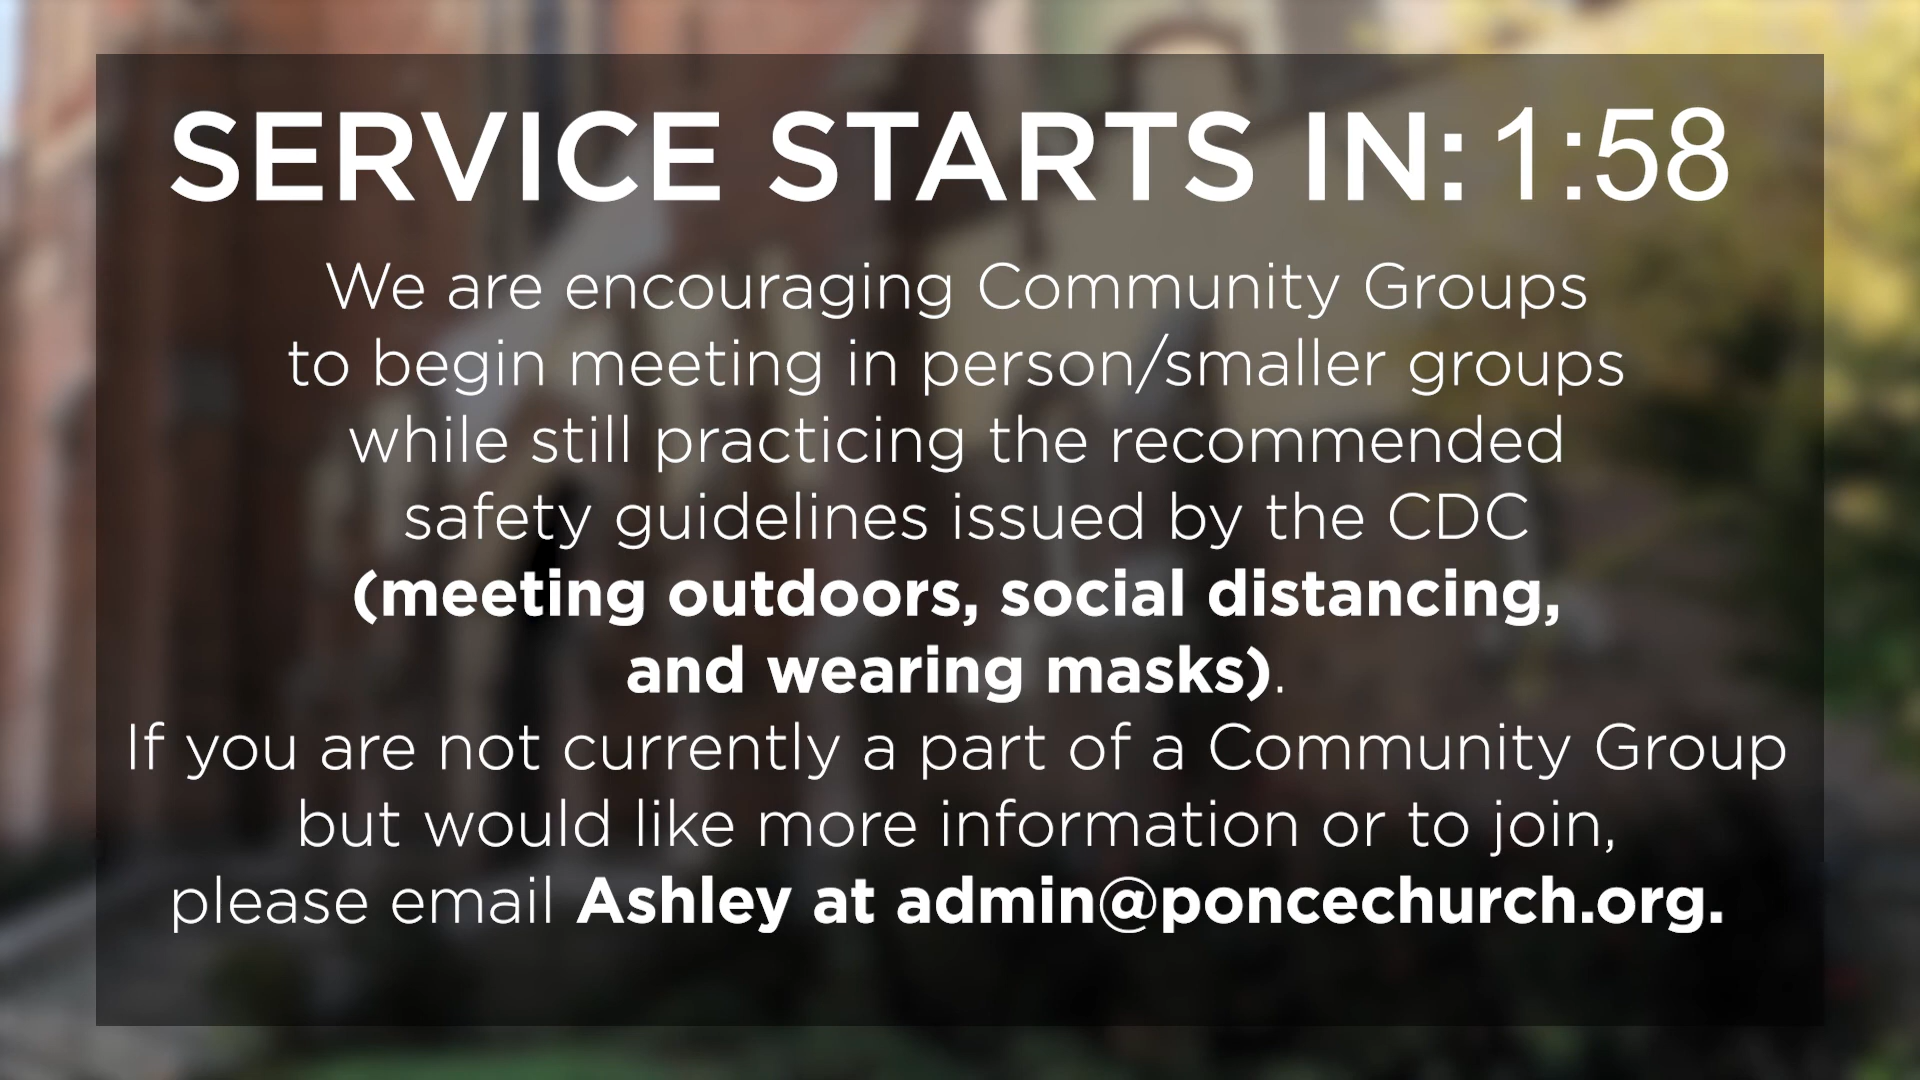 SERVICE STARTS IN: 1:58
We are encouraging Community Groups
to begin meeting in person/smaller groups
while still practicing the recommended
safety guidelines issued by the CDC
(meeting outdoors, social distancing,
and wearing masks).
If you are not currently a part of a Community Group
but would like more information or to join,
please email Ashley at admin@poncechurch.org.